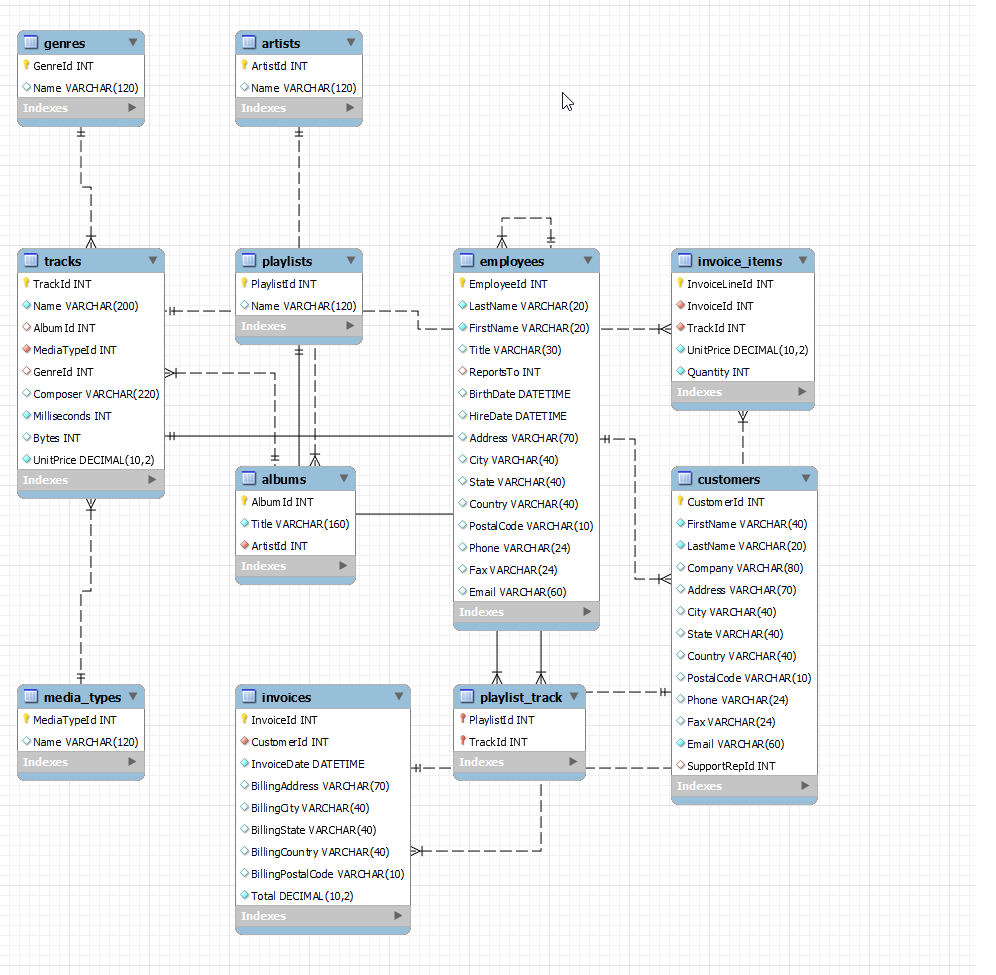 genres
GenreId INT
Name VARCHAR(120)
Indexes
artists
ArtistId INT
Name VARCHAR(120)
Indexes
tracks
TrackId INT
Name VARCHAR(200)
AlbumId INT
MediaTypeId INT
GenreId INT
Composer VARCHAR(220)
Milliseconds INT
Bytes INT
UnitPrice DECIMAL(10,2)
Indexes
playlists
PlaylistId INT
Name VARCHAR(120)
Indexes
employees
EmployeeId INT
LastName VARCHAR(20)
FirstName VARCHAR(20)
Title VARCHAR(30)
ReportsTo INT
BirthDate DATETIME
HireDate DATETIME
Address VARCHAR(70)
City VARCHAR(40)
State VARCHAR(40)
Country VARCHAR(40)
PostalCode VARCHAR(10)
Phone VARCHAR(24)
Fax VARCHAR(24)
Email VARCHAR(60)
Indexes
invoice_items
InvoiceLineId INT
InvoiceId INT
TrackId INT
UnitPrice DECIMAL(10,2)
Quantity INT
Indexes
albums
AlbumId INT
Title VARCHAR(160)
ArtistId INT
Indexes
customers
CustomerId INT
FirstName VARCHAR(40)
LastName VARCHAR(20)
Company VARCHAR(80)
Address VARCHAR(70)
City VARCHAR(40)
State VARCHAR(40)
Country VARCHAR(40)
PostalCode VARCHAR(10)
Phone VARCHAR(24)
Fax VARCHAR(24)
Email VARCHAR(60)
SupportRepId INT
Indexes
media_types
MediaTypeId INT
Name VARCHAR(120)
Indexes
invoices
InvoiceId INT
CustomerId INT
InvoiceDate DATETIME
BillingAddress VARCHAR(70)
BillingCity VARCHAR(40)
BillingState VARCHAR(40)
BillingCountry VARCHAR(40)
BillingPostalCode VARCHAR(10)
Total DECIMAL(10,2)
Indexes
playlist_track
PlaylistId INT
TrackId INT
Indexes